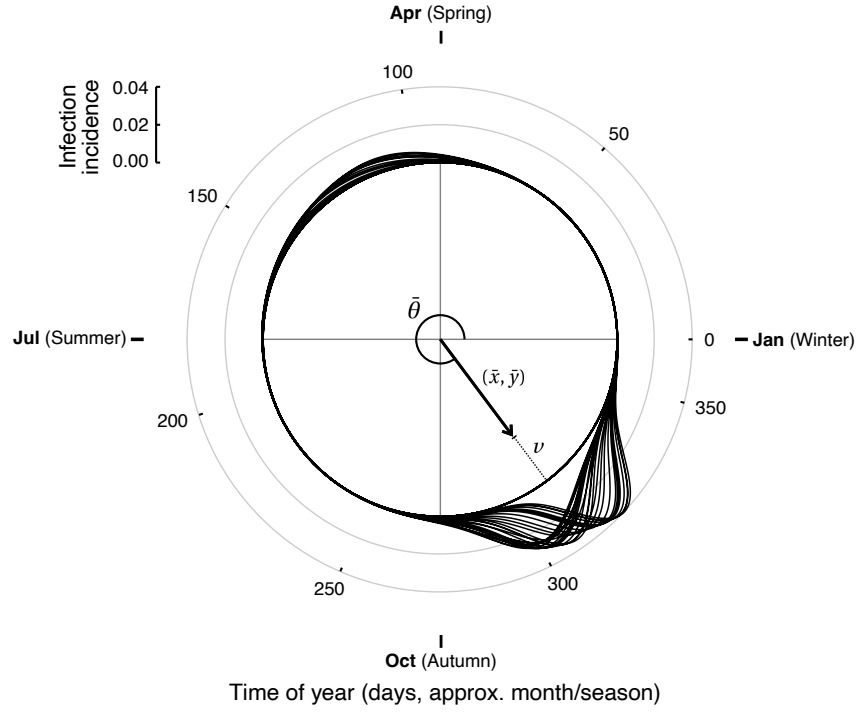 Apr (Spring)
Infection
incidence
0.04
0.02
0.00
100
50
150
θ̄
Jul (Summer)
0
Jan (Winter)
(x̄, ȳ)
350
200
v
300
250
Oct (Autumn)
Time of year (days, approx. month/season)